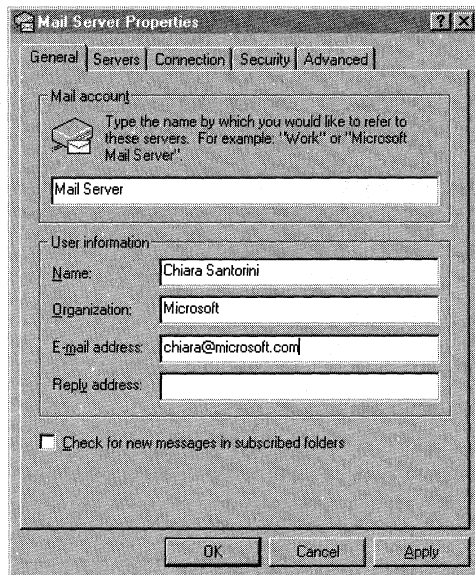 Mail Server Properties
General Servers Connection Security Advanced
Mail account
Type the name by which you would like to refer to
these servers. For example: "Work" or "Microsoft
Mail Server".
Mail Server
User information
Name: Chiara Santorini
Organization: Microsoft
E-mail address: chiara@microsoft.com
Reply address:
Check for new messages in subscribed folders
OK Cancel Apply